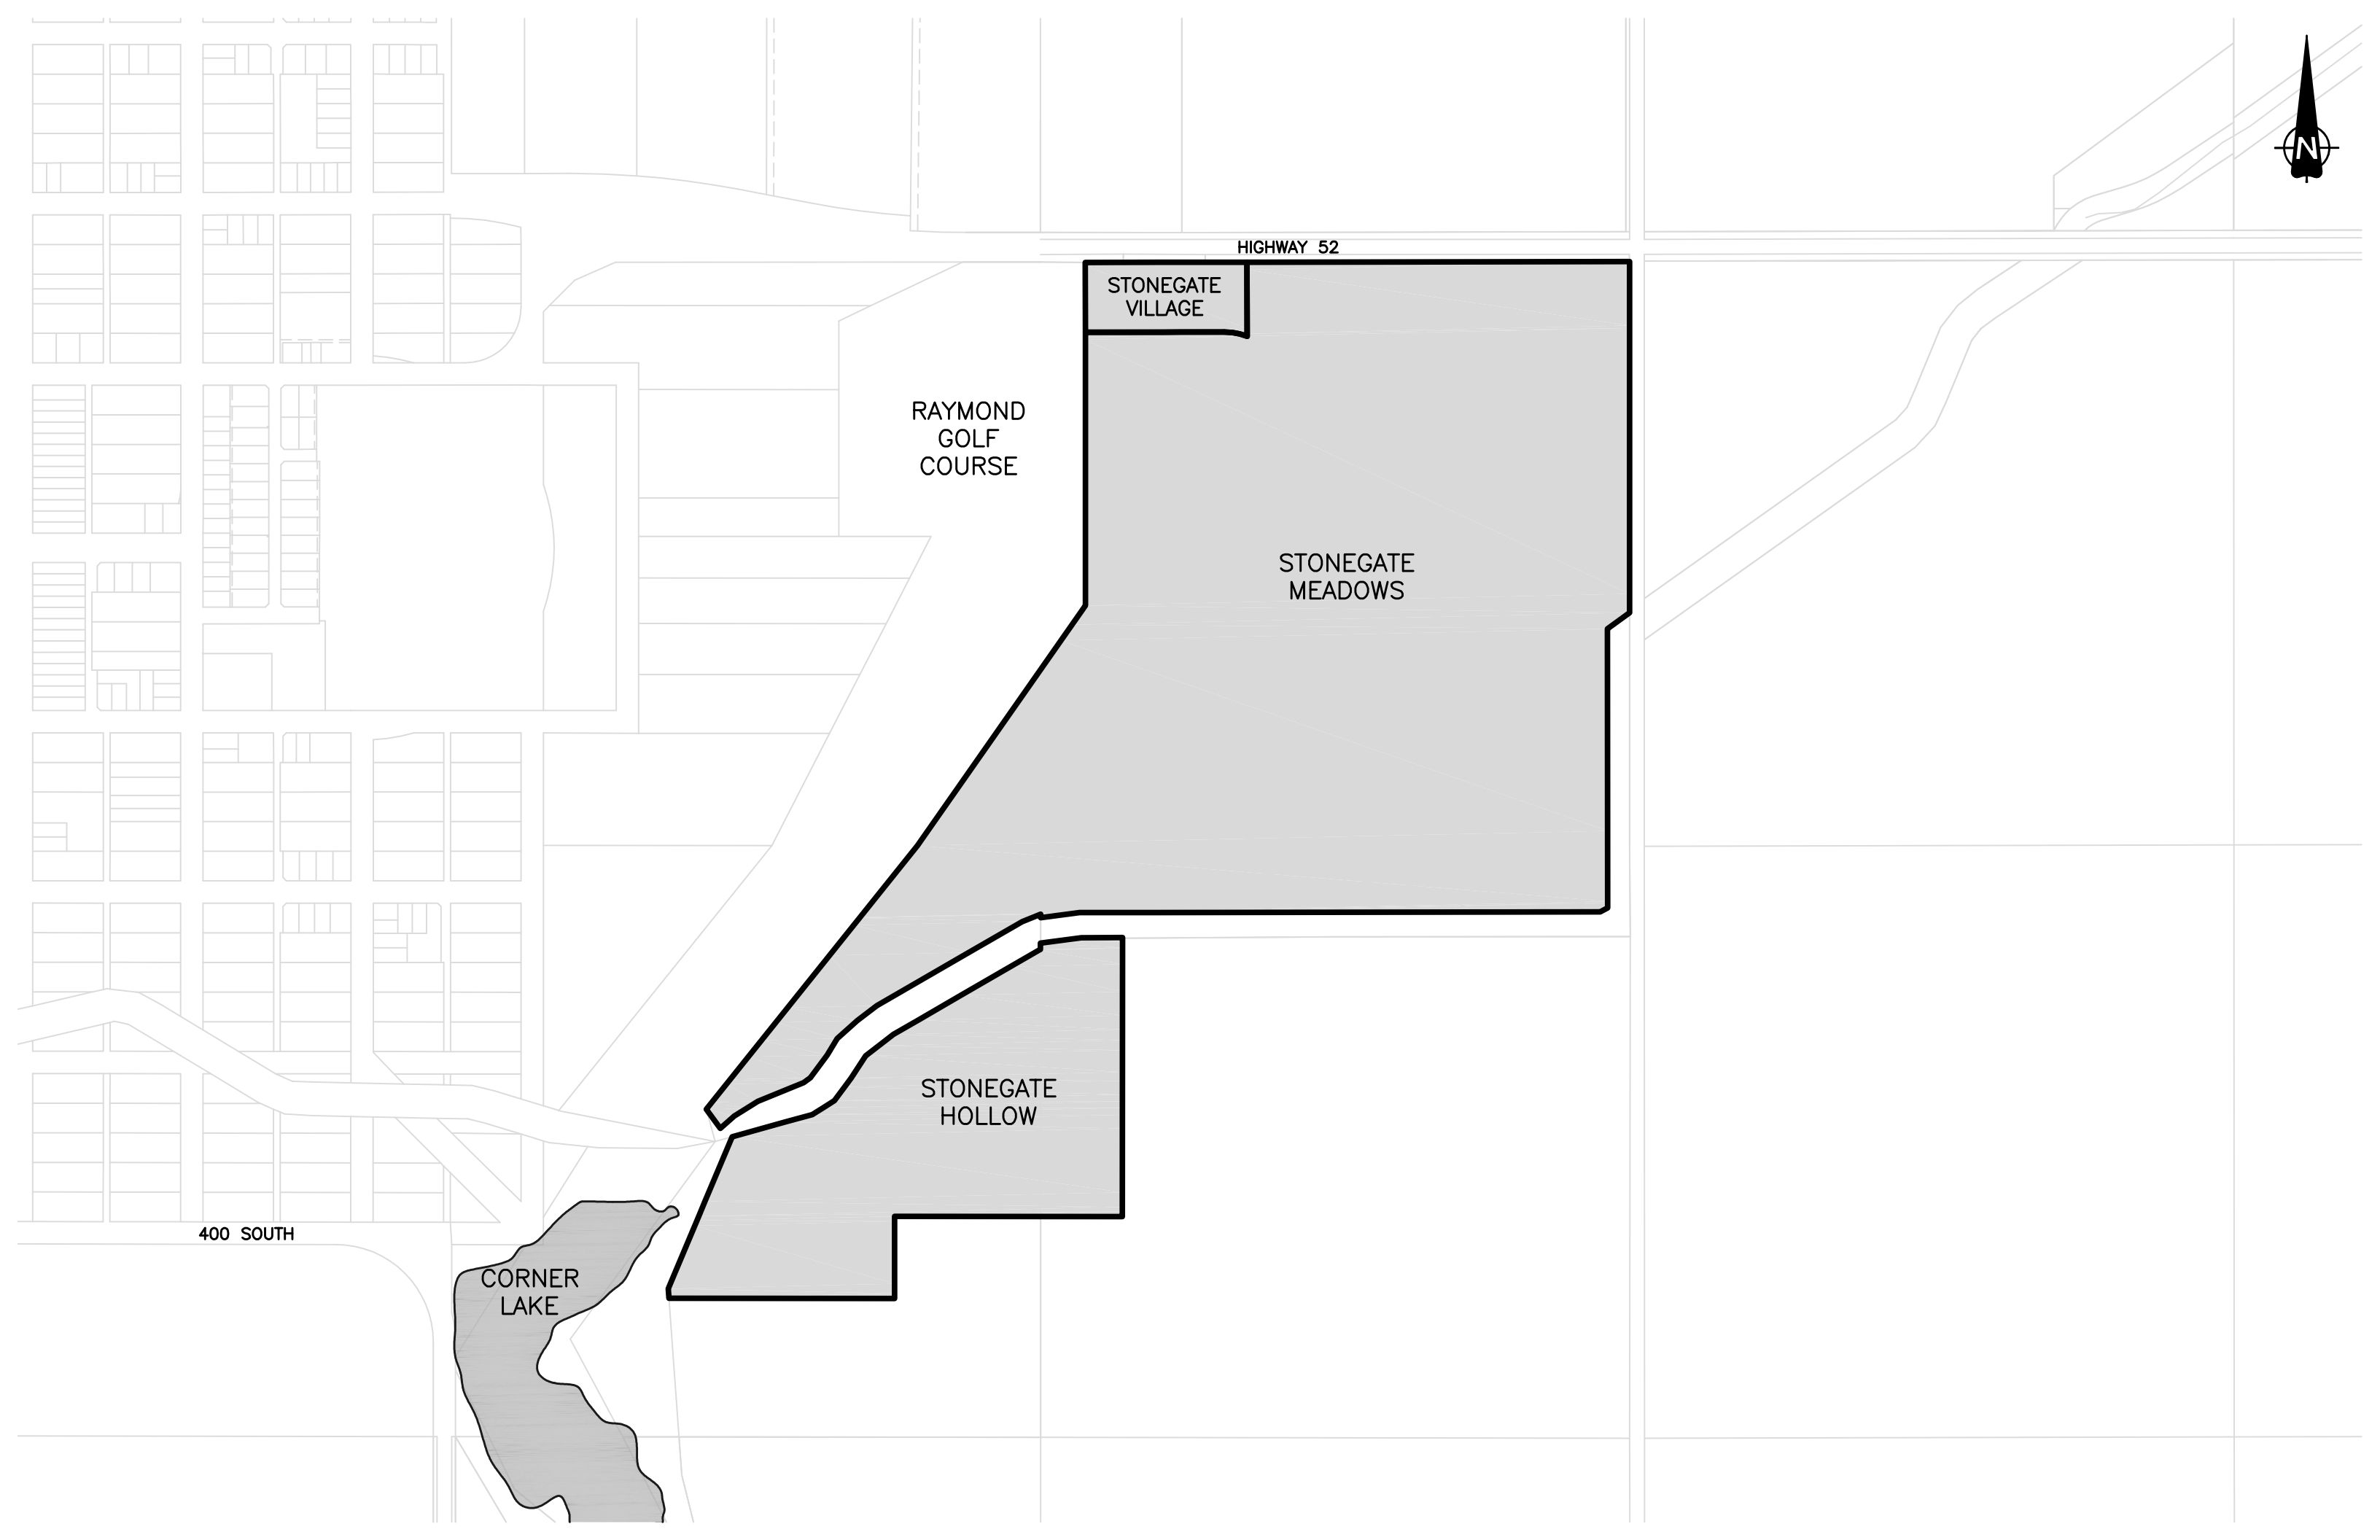 N
HIGHWAY 52
STONEGATE
VILLAGE
RAYMOND
GOLF
COURSE
STONEGATE
MEADOWS
STONEGATE
HOLLOW
400 SOUTH
CORNER
LAKE